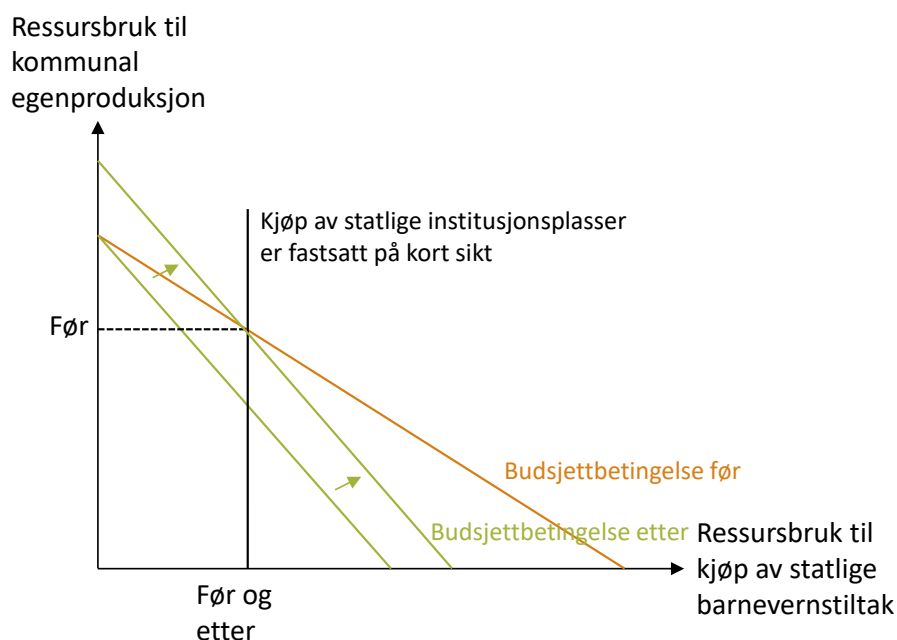 Ressursbruk til
kommunal
egenproduksjon
Kjøp av statlige institusjonsplasser
er fastsatt på kort sikt
Før
Budsjettbetingelse før
Budsjettbetingelse etter
Ressursbruk til
kjøp av statlige
barnevernstiltak
Før og
etter